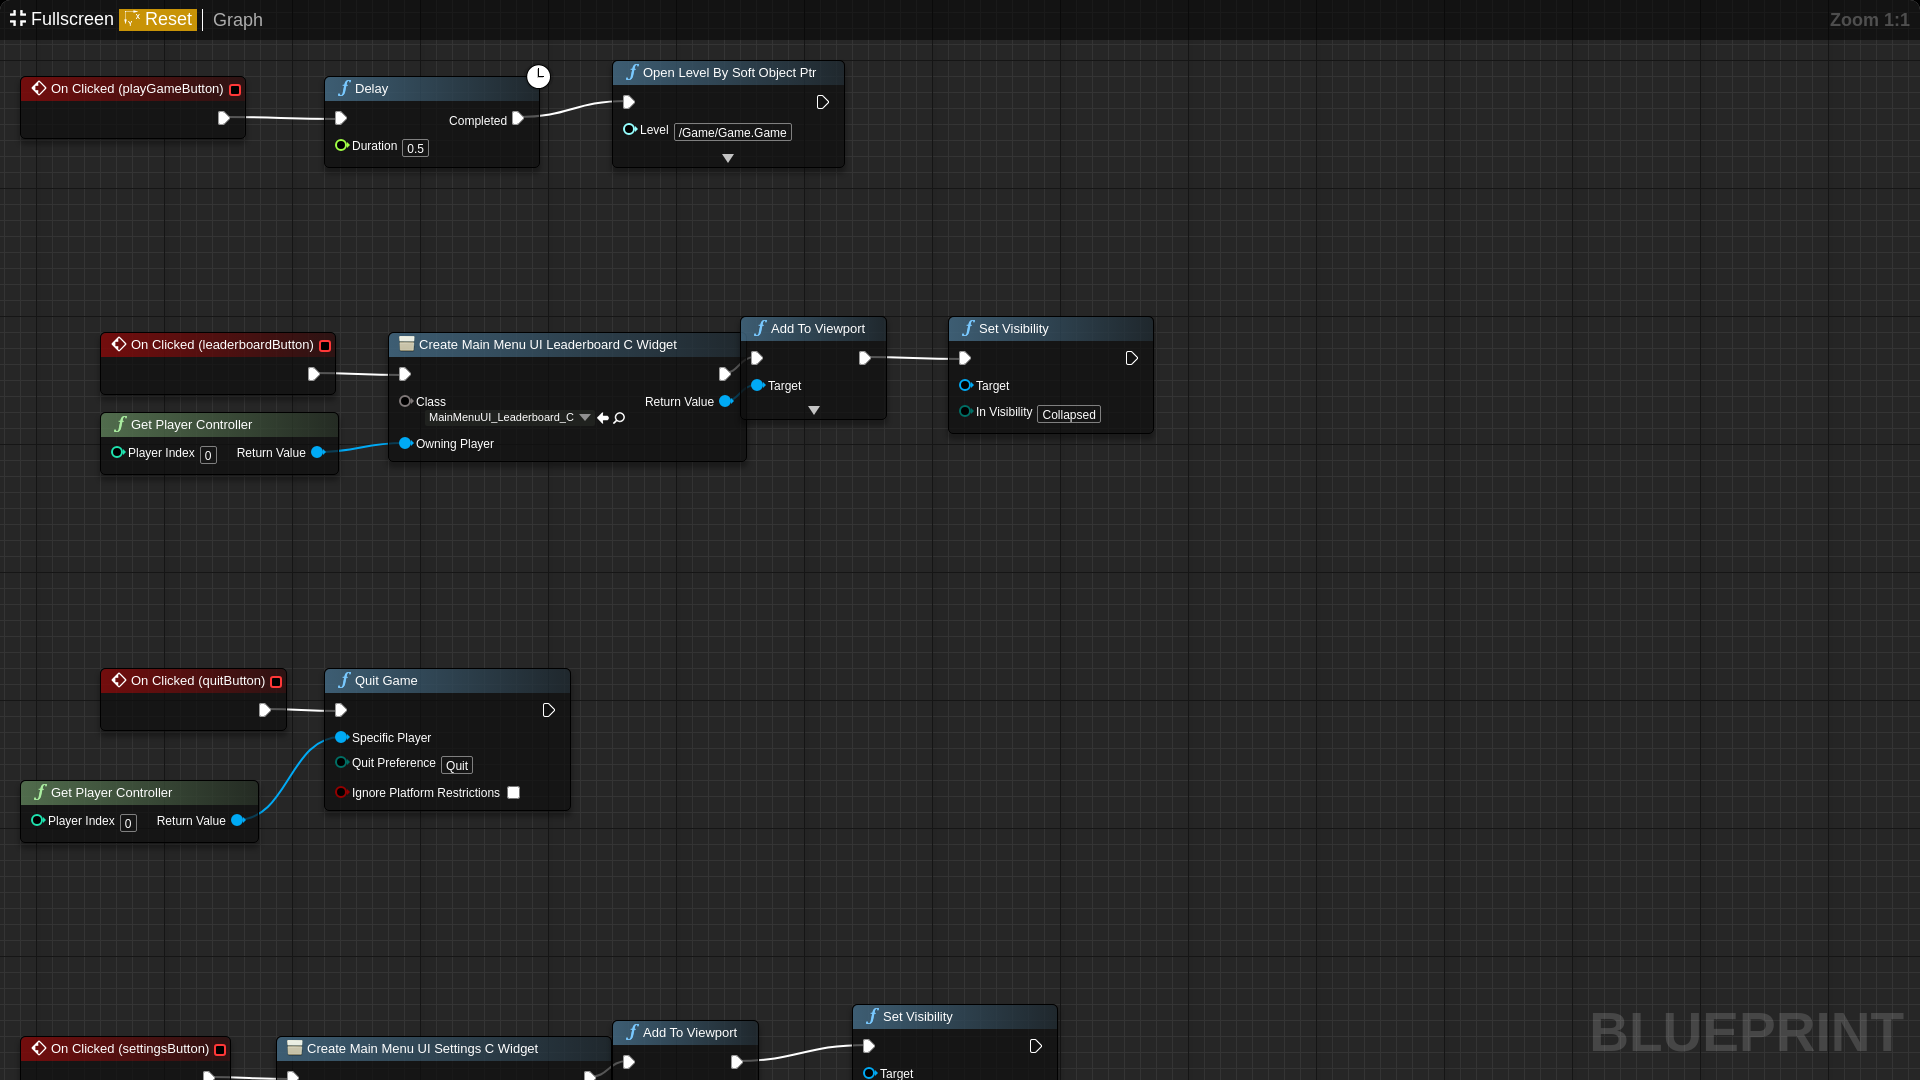 Fullscreen Reset Graph Zoom 1:1
On Clicked (playGameButton)
Delay
Completed
Duration 0.5
Open Level By Soft Object Ptr
Level /Game/Game.Game
On Clicked (leaderboardButton)
Create Main Menu UI Leaderboard C Widget
Class Return Value
MainMenuUI_Leaderboard_C
Owning Player
Add To Viewport
Target
Set Visibility
Target
In Visibility Collapsed
Get Player Controller
Player Index 0 Return Value
On Clicked (quitButton)
Quit Game
Specific Player
Quit Preference Quit
Ignore Platform Restrictions
Get Player Controller
Player Index 0 Return Value
On Clicked (settingsButton)
Create Main Menu UI Settings C Widget
Add To Viewport
Set Visibility
Target
BLUEPRINT